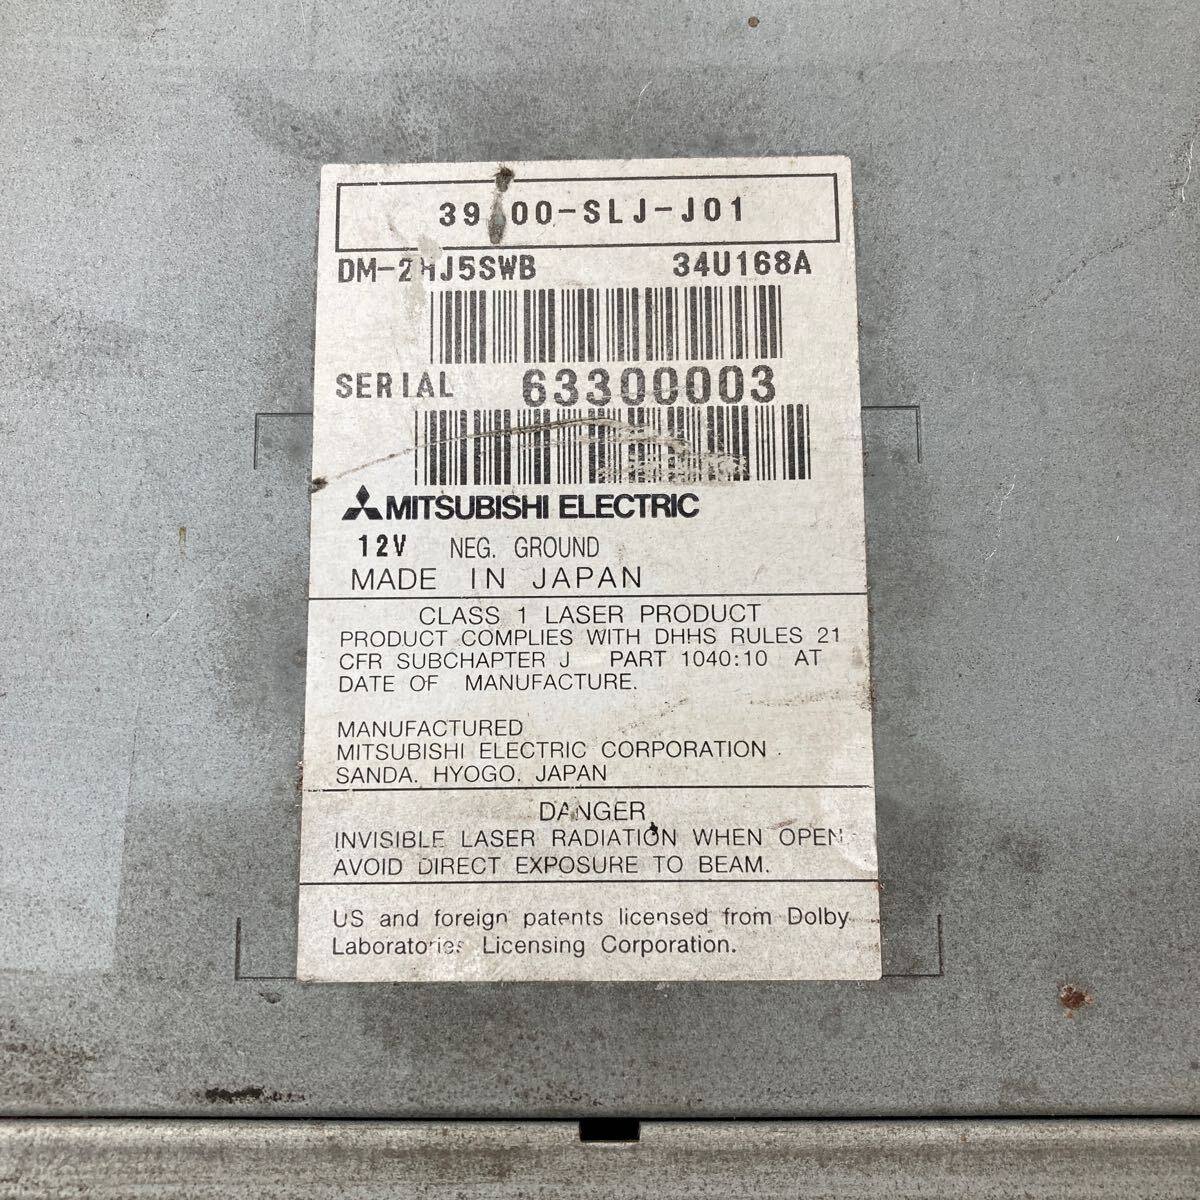 34U168A
SERIAL 63300003
MITSUBISHI ELECTRIC
12V NEG. GROUND
MADE IN JAPAN
CLASS 1 LASER PRODUCT
PRODUCT COMPLIES WITH DHHS RULES 21
CFR SUBCHAPTER J PART 1040:10 AT
DATE OF MANUFACTURE.
MANUFACTURED
MITSUBISHI ELECTRIC CORPORATION
SANDA. HYOGO. JAPAN
DANGER
INVISIBLE LASER RADIATION WHEN OPEN
AVOID DIRECT EXPOSURE TO BEAM.
US and foreign patents licensed from Dolby
Laboratories Licensing Corporation.